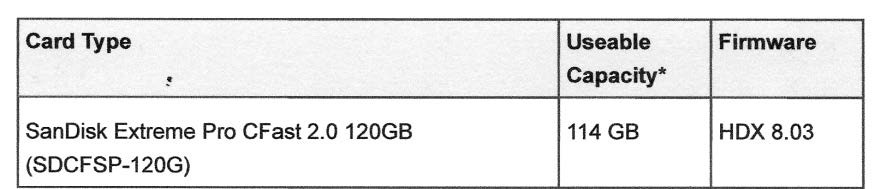 Card Type
Useable Capacity*
Firmware
SanDisk Extreme Pro CFast 2.0 120GB
(SDCFSP-120G)
114 GB
HDX 8.03